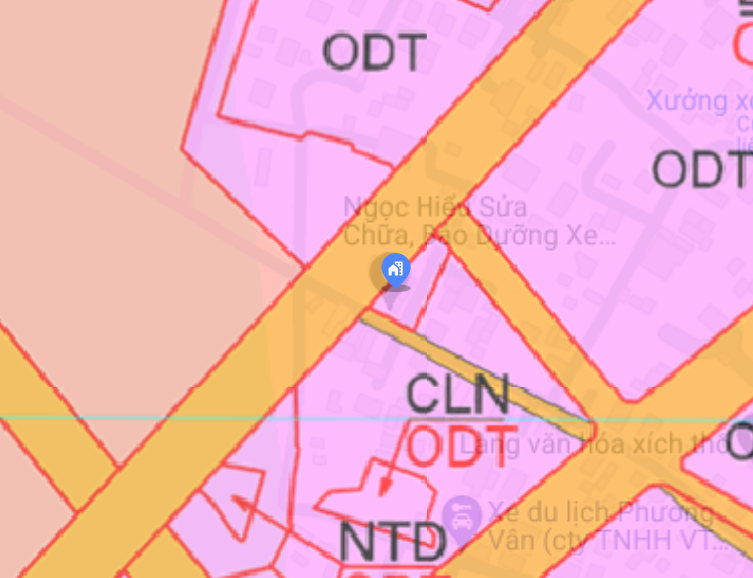 ODT
Xưởng
ODT
Ngọc Hiếu Sửa
Chữa, Bảo Dưỡng Xe...
CLN
ODT
Làng văn hóa xích thổ
Xe du lịch Phương
Vân (cty TNHH VT...
NTD